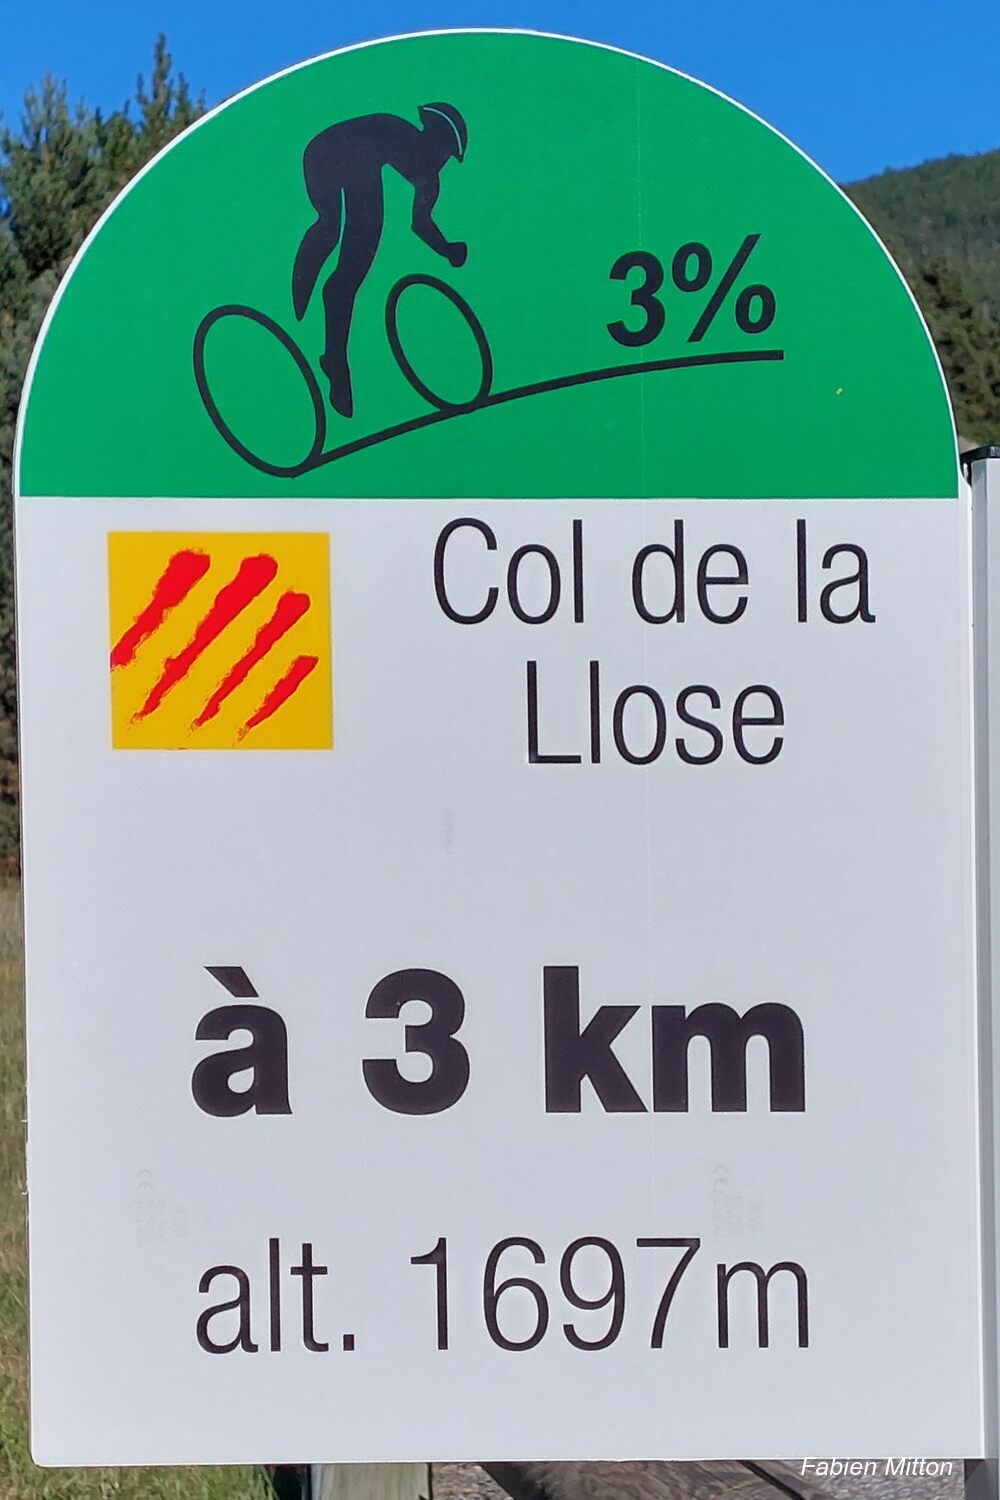 3%
Col de la
Llose
à 3 km
alt. 1697m
Fabien Mitton